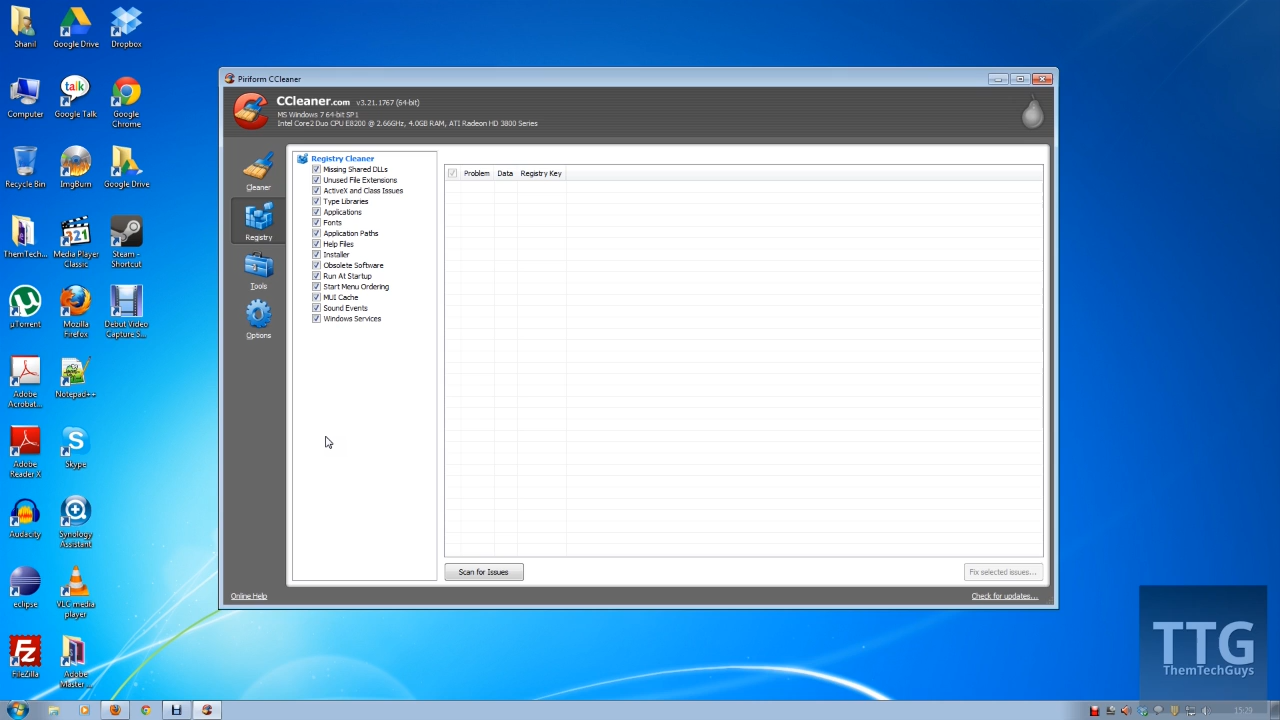 Shanil
Google Drive
Dropbox
Computer
talk
Google Talk
Google
Chrome
Recycle Bin
ImgBurn
Google Drive
ThemTech...
321
Media Player
Classic
Steam -
Shortcut
µTorrent
Mozilla
Firefox
Debut Video
Capture S...
Adobe
Acrobat...
Notepad++
Adobe
Reader X
S
Skype
Audacity
Synology
Assistant
eclipse
VLC media
player
Fz
FileZilla
Adobe
Master...
Piriform CCleaner
CCleaner.com v3.21.1767 (64-bit)
MS Windows 7 64-bit SP1
Intel Core2 Duo CPU E8200 @ 2.66GHz, 4.0GB RAM, ATI Radeon HD 3800 Series
Cleaner
Registry
Tools
Options
Registry Cleaner
Missing Shared DLLs
Unused File Extensions
ActiveX and Class Issues
Type Libraries
Applications
Fonts
Application Paths
Help Files
Installer
Obsolete Software
Run At Startup
Start Menu Ordering
MUI Cache
Sound Events
Windows Services
Problem Data Registry Key
Scan for Issues
Fix selected issues...
Online Help
Check for updates...
TTG
ThemTechGuys
15:29